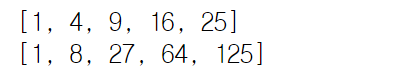 [1, 4, 9, 16, 25]
[1, 8, 27, 64, 125]